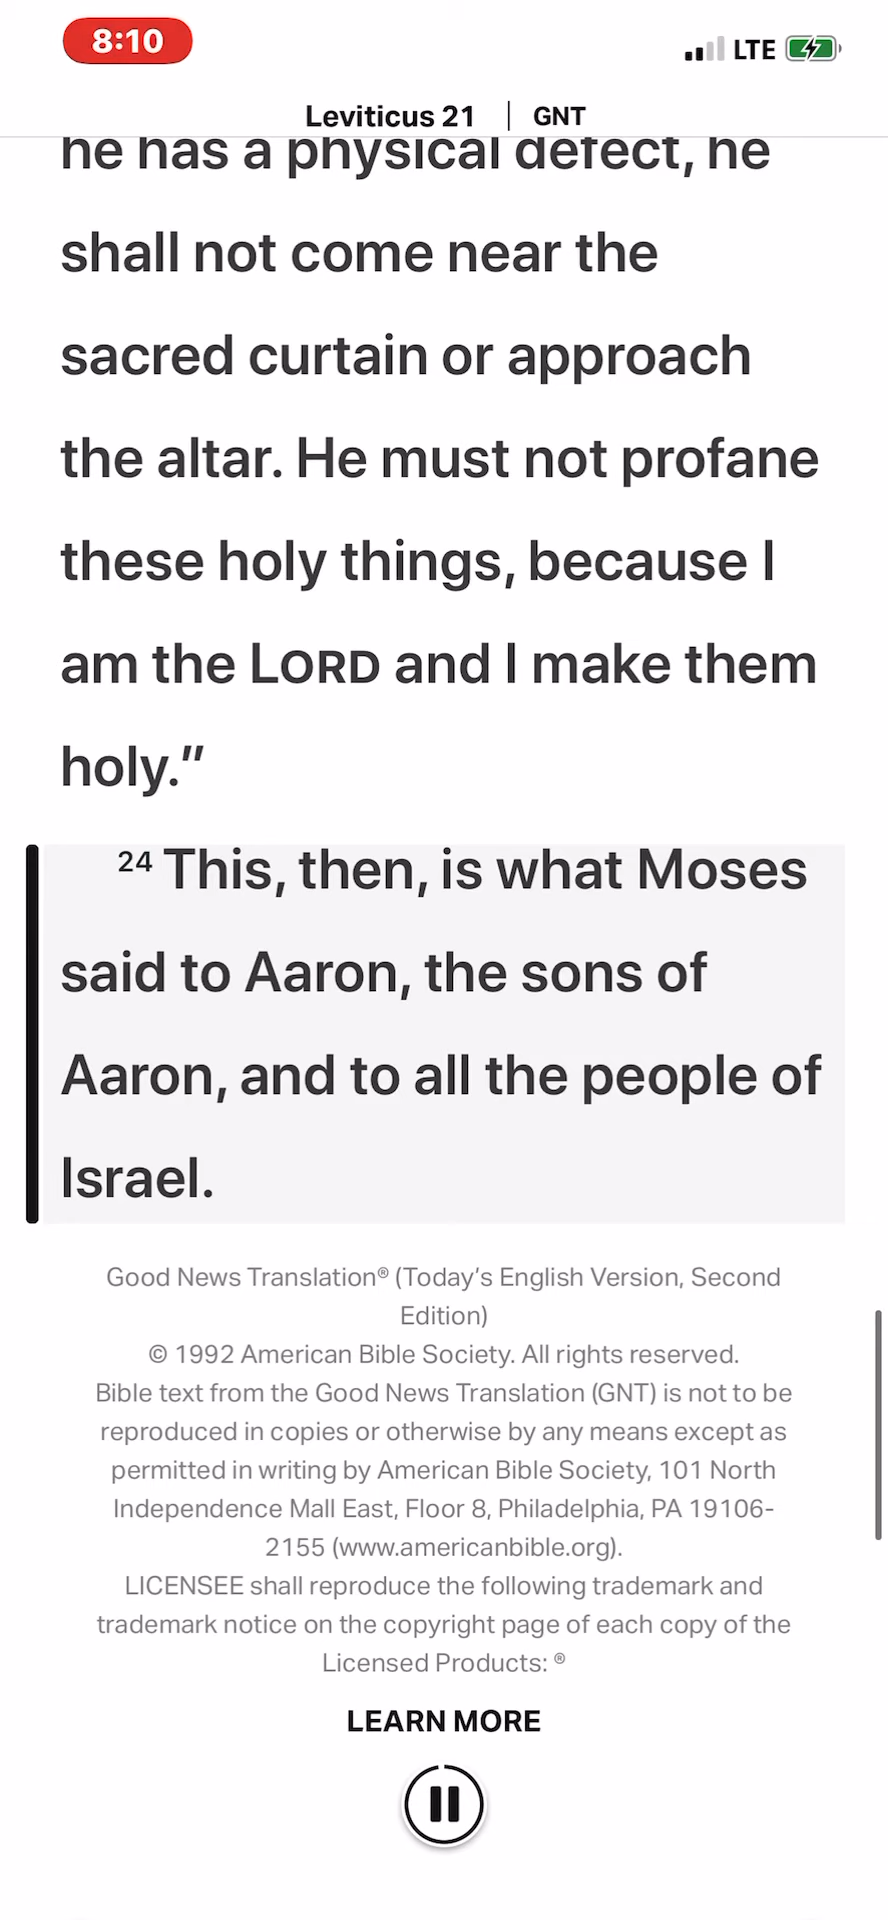 8:10
LTE
Leviticus 21 | GNT
he has a physical defect, he
shall not come near the
sacred curtain or approach
the altar. He must not profane
these holy things, because I
am the LORD and I make them
holy.”
24 This, then, is what Moses
said to Aaron, the sons of
Aaron, and to all the people of
Israel.
Good News Translation® (Today’s English Version, Second
Edition)
© 1992 American Bible Society. All rights reserved.
Bible text from the Good News Translation (GNT) is not to be
reproduced in copies or otherwise by any means except as
permitted in writing by American Bible Society, 101 North
Independence Mall East, Floor 8, Philadelphia, PA 19106-
2155 (www.americanbible.org).
LICENSEE shall reproduce the following trademark and
trademark notice on the copyright page of each copy of the
Licensed Products: ®
LEARN MORE